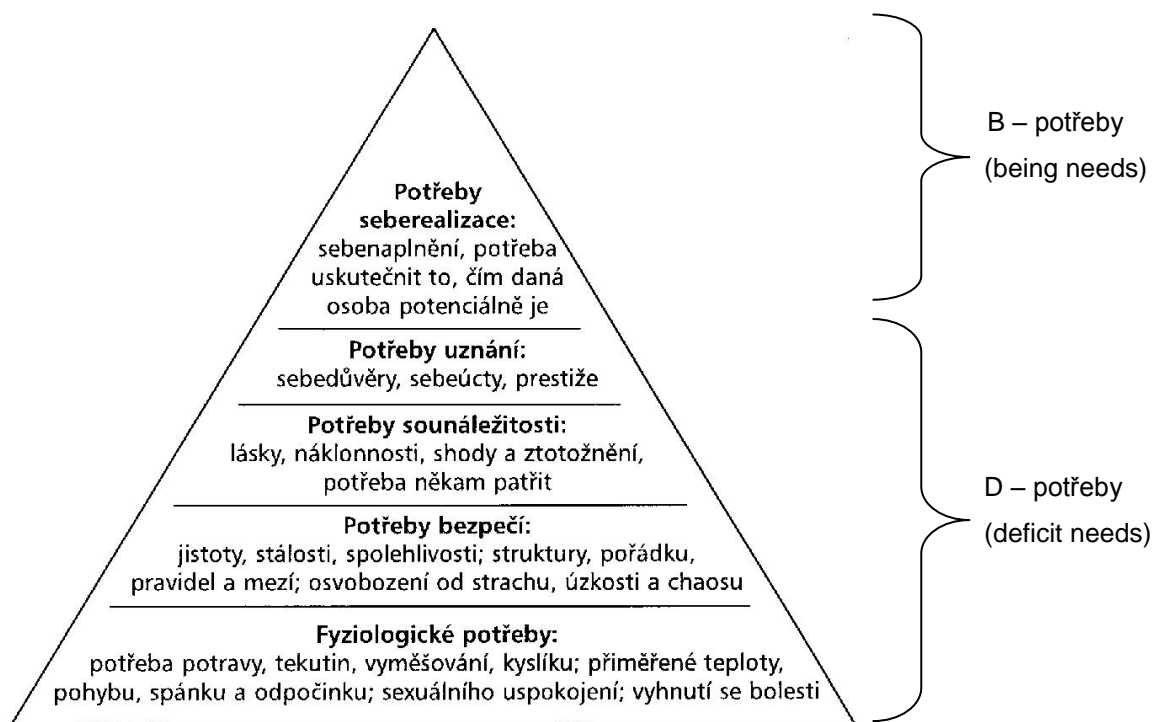 Potřeby
seberealizace:
sebenaplnění, potřeba
uskutečnit to, čím daná
osoba potenciálně je
Potřeby uznání:
sebedůvěry, sebeúcty, prestiže
Potřeby sounáležitosti:
lásky, náklonnosti, shody a ztotožnění,
potřeba někam patřit
Potřeby bezpečí:
jistoty, stálosti, spolehlivosti; struktury, pořádku,
pravidel a mezí; osvobození od strachu, úzkosti a chaosu
Fyziologické potřeby:
potřeba potravy, tekutin, vyměšování, kyslíku; přiměřené teploty,
pohybu, spánku a odpočinku; sexuálního uspokojení; vyhnutí se bolesti
B – potřeby
(being needs)
D – potřeby
(deficit needs)